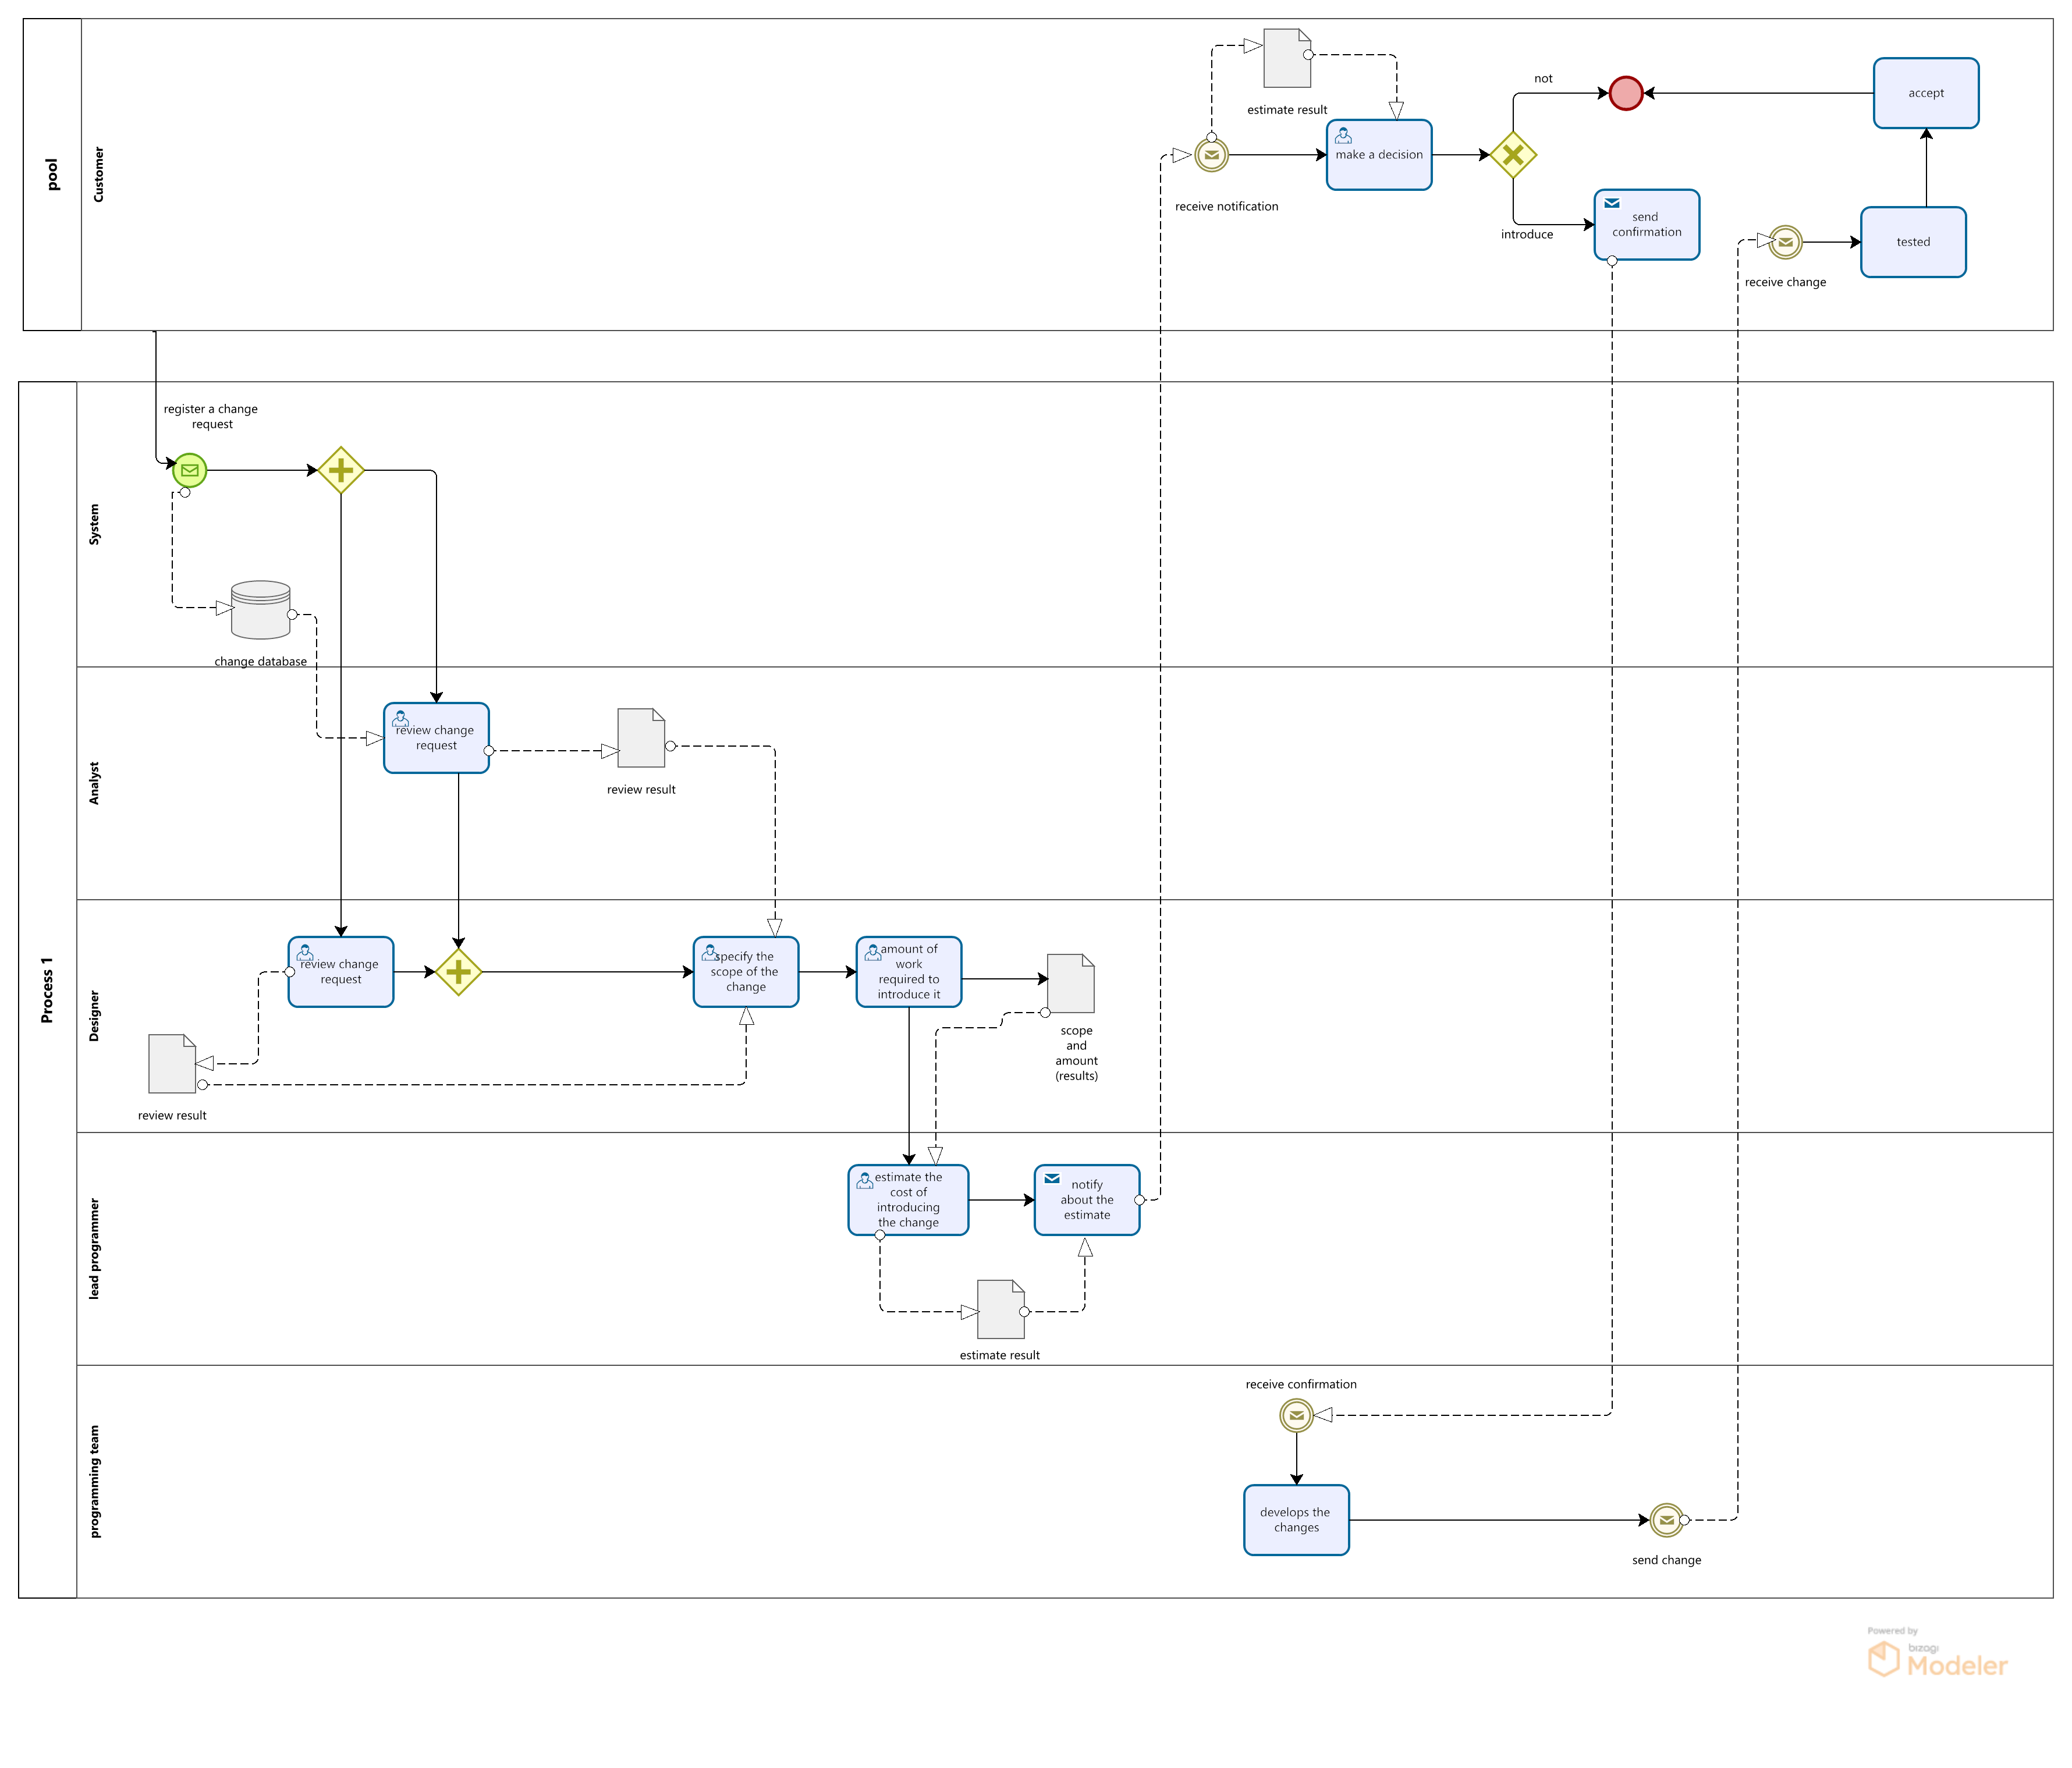 pool
Customer
estimate result
receive notification
make a decision
not
introduce
send
confirmation
receive change
tested
accept
Process 1
System
register a change
request
change database
Analyst
review change
request
review result
Designer
review change
request
review result
specify the
scope of the
change
amount of
work
required to
introduce it
scope
and
amount
(results)
lead programmer
estimate the
cost of
introducing
the change
notify
about the
estimate
estimate result
programming team
receive confirmation
develops the
changes
send change
Powered by
bizagi
Modeler